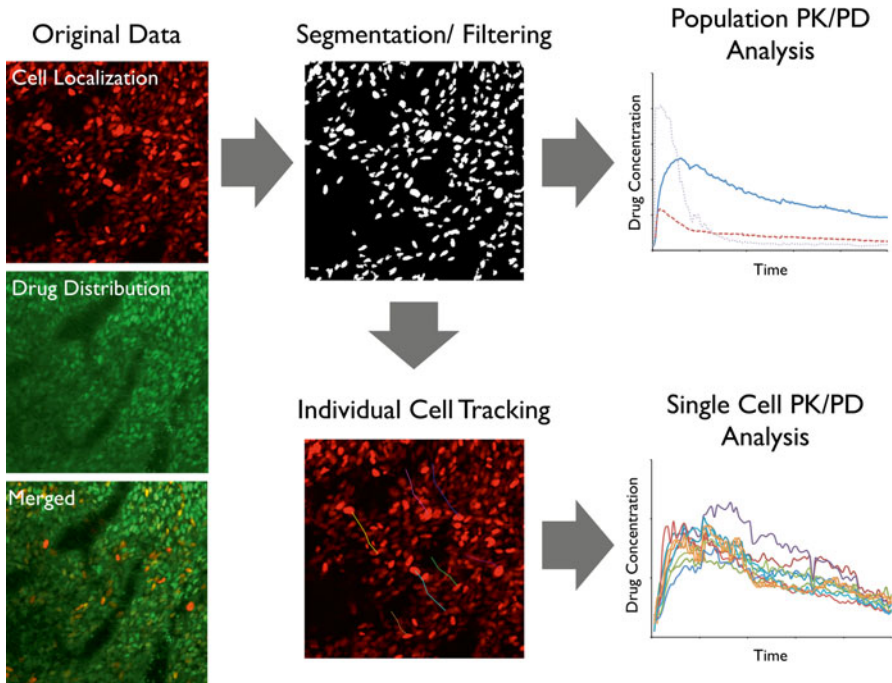 Original Data
Cell Localization
Drug Distribution
Merged
Segmentation/ Filtering
Individual Cell Tracking
Population PK/PD
Analysis
Drug Concentration
Time
Single Cell PK/PD
Analysis
Drug Concentration
Time